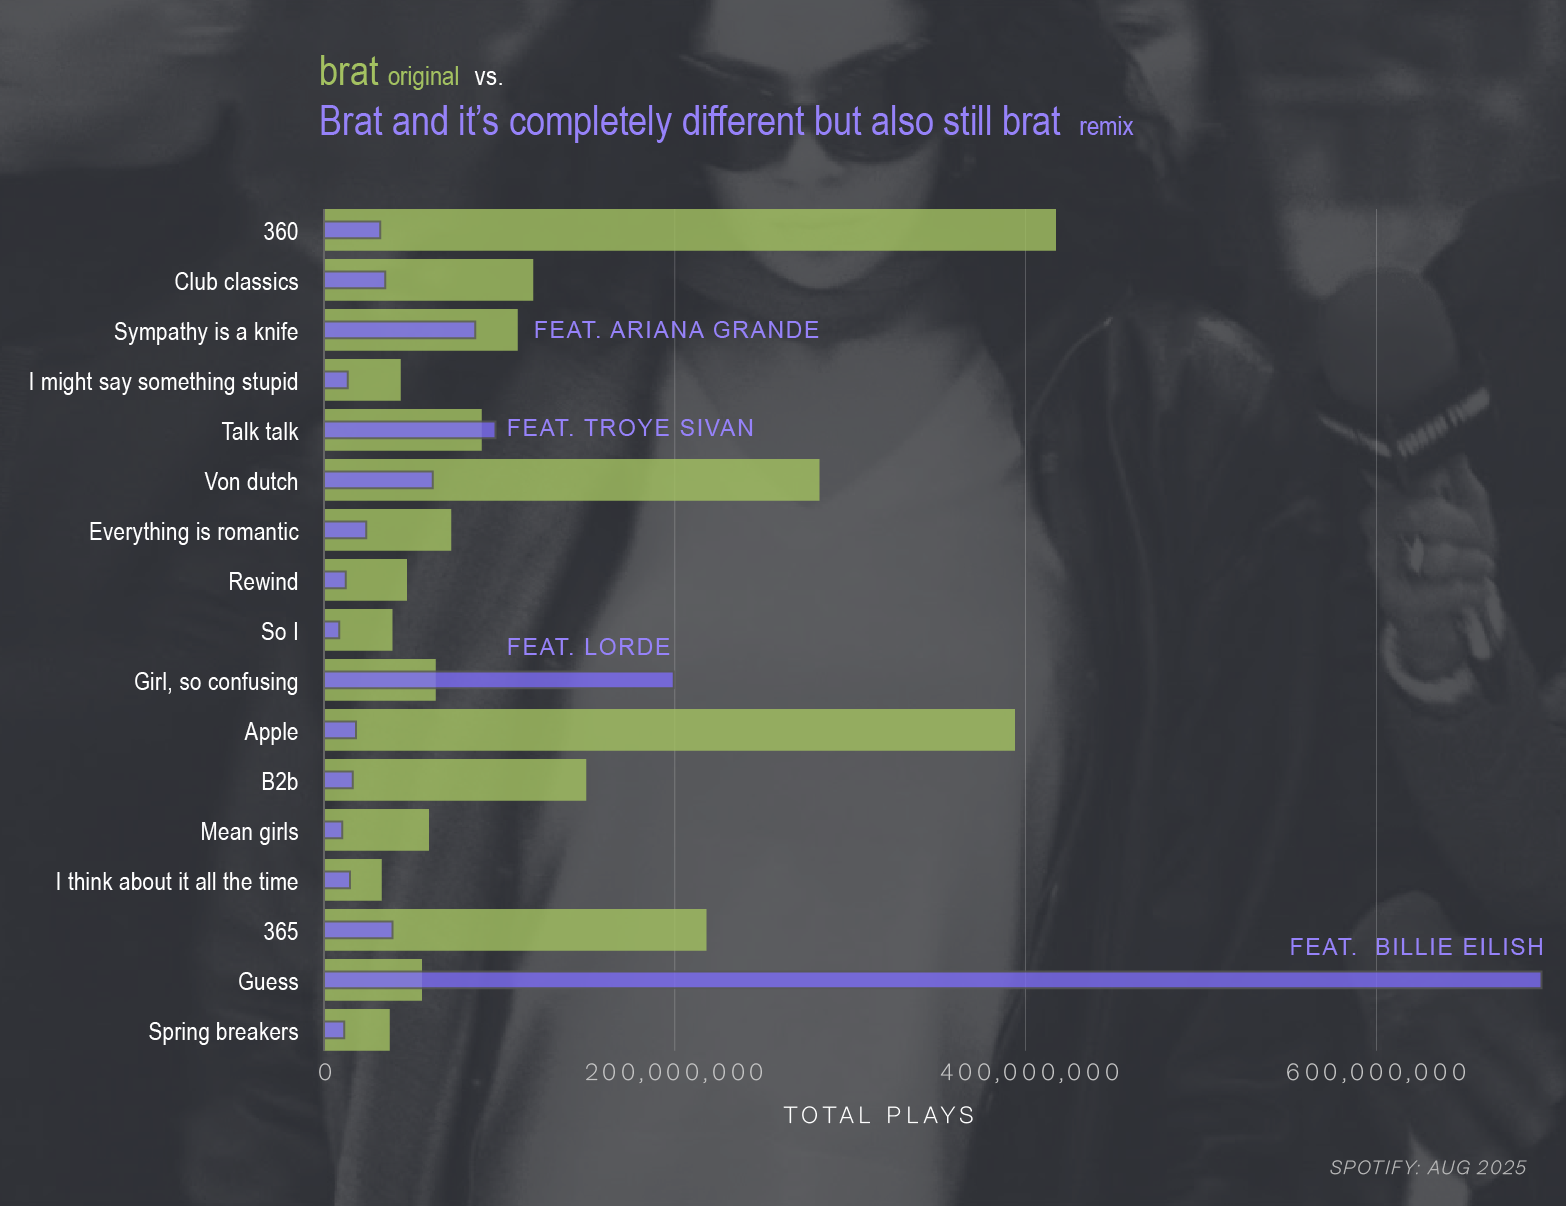 brat original vs.
Brat and it’s completely different but also still brat remix
360
Club classics
Sympathy is a knife
FEAT. ARIANA GRANDE
I might say something stupid
Talk talk
FEAT. TROYE SIVAN
Von dutch
Everything is romantic
Rewind
So I
FEAT. LORDE
Girl, so confusing
Apple
B2b
Mean girls
I think about it all the time
365
FEAT. BILLIE EILISH
Guess
Spring breakers
0 200,000,000 400,000,000 600,000,000
TOTAL PLAYS
SPOTIFY: AUG 2025